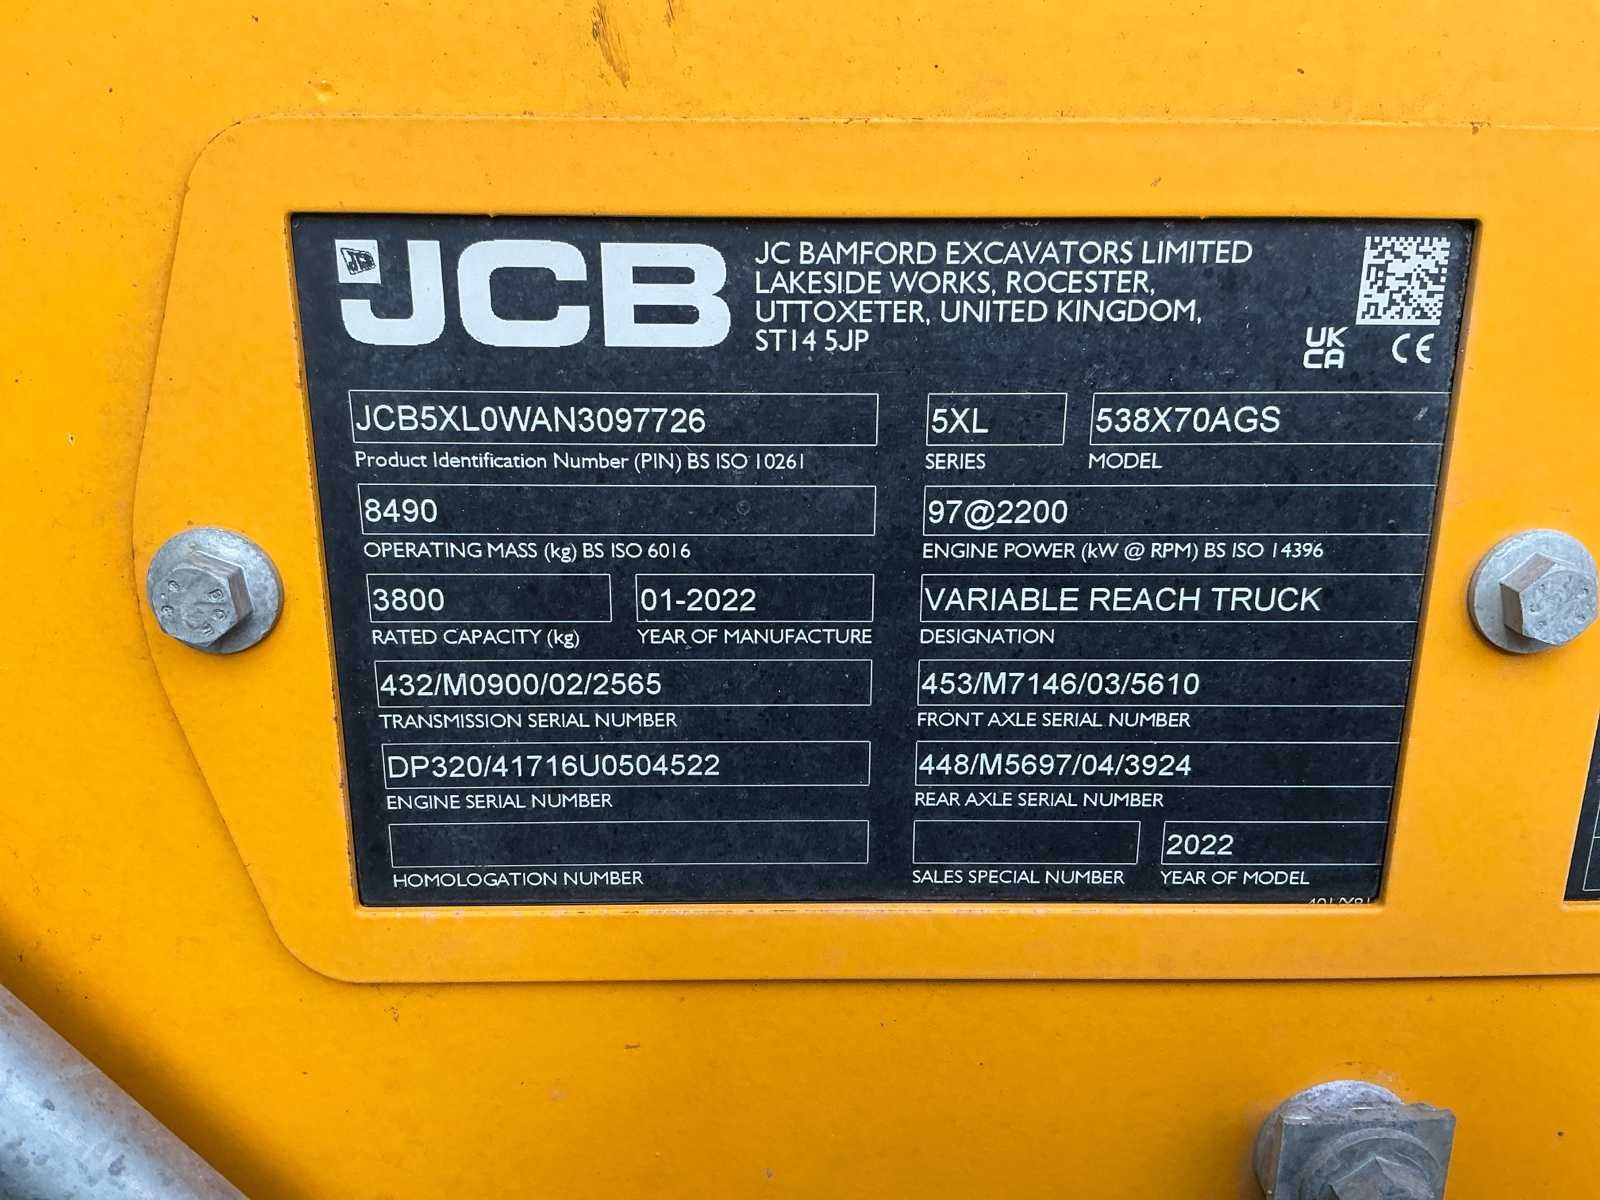 JCB
JC BAMFORD EXCAVATORS LIMITED
LAKESIDE WORKS, ROCESTER,
UTTOXETER, UNITED KINGDOM,
ST14 5JP
UK
CA
CE
JCB5XL0WAN3097726
Product Identification Number (PIN) BS ISO 10261
5XL
SERIES
538X70AGS
MODEL
8490
OPERATING MASS (kg) BS ISO 6016
97@2200
ENGINE POWER (kW @ RPM) BS ISO 14396
3800
RATED CAPACITY (kg)
01-2022
YEAR OF MANUFACTURE
VARIABLE REACH TRUCK
DESIGNATION
432/M0900/02/2565
TRANSMISSION SERIAL NUMBER
453/M7146/03/5610
FRONT AXLE SERIAL NUMBER
DP320/41716U0504522
ENGINE SERIAL NUMBER
448/M5697/04/3924
REAR AXLE SERIAL NUMBER
HOMOLOGATION NUMBER
SALES SPECIAL NUMBER
2022
YEAR OF MODEL